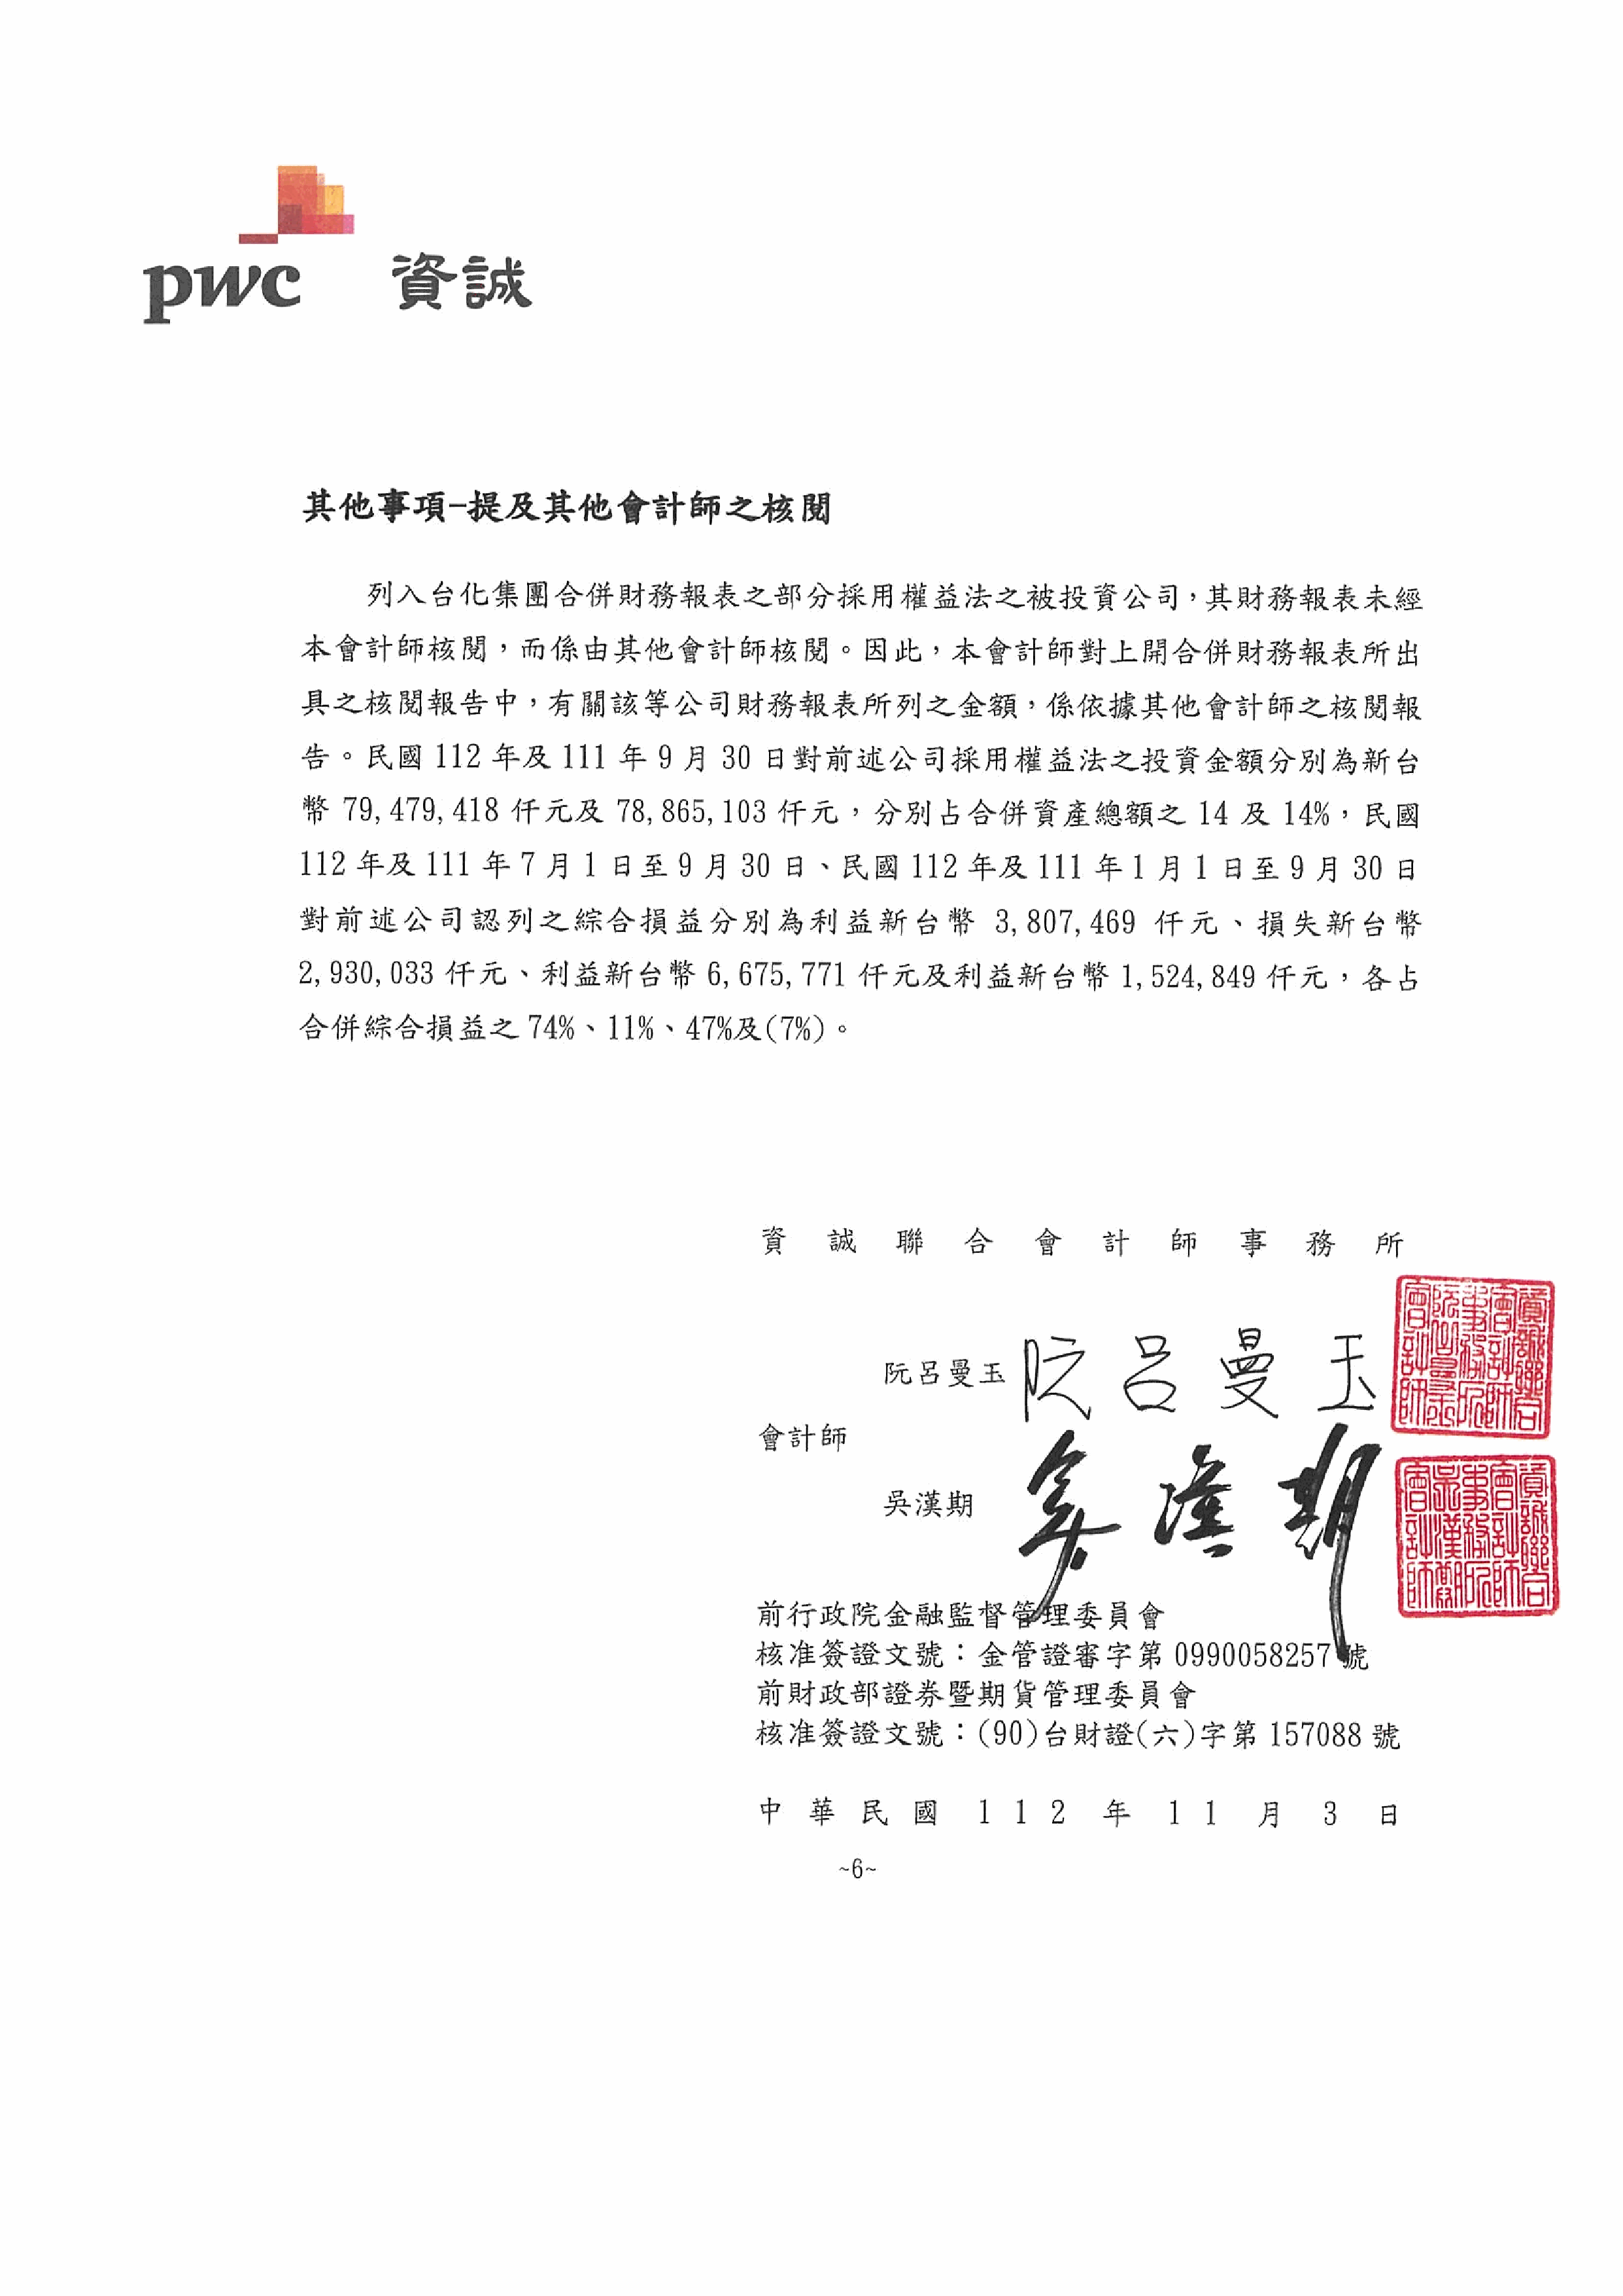 pwc 資誠
其他事項-提及其他會計師之核閱
列入台化集團合併財務報表之部分採用權益法之被投資公司，其財務報表未經
本會計師核閱，而係由其他會計師核閱。因此，本會計師對上開合併財務報表所出
具之核閱報告中，有關該等公司財務報表所列之金額，係依據其他會計師之核閱報
告。民國 112 年及 111 年 9 月 30 日對前述公司採用權益法之投資金額分別為新台
幣 79,479,418 仟元及 78,865,103 仟元，分別占合併資產總額之 14 及 14%，民國
112 年及 111 年 7 月 1 日至 9 月 30 日、民國 112 年及 111 年 1 月 1 日至 9 月 30 日
對前述公司認列之綜合損益分別為利益新台幣 3,807,469 仟元、損失新台幣
2,930,033 仟元、利益新台幣 6,675,771 仟元及利益新台幣 1,524,849 仟元，各占
合併綜合損益之 74%、11%、47%及(7%)。
資誠聯合會計師事務所
阮呂曼玉 阮呂曼玉
資誠聯合會計師事務所阮呂曼玉會計師
會計師
吳漢期 吳漢期
資誠聯合會計師事務所吳漢期會計師
前行政院金融監督管理委員會
核准簽證文號：金管證審字第 0990058257 號
前財政部證券暨期貨管理委員會
核准簽證文號：(90)台財證(六)字第 157088 號
中華民國 112 年 11 月 3 日
~6~